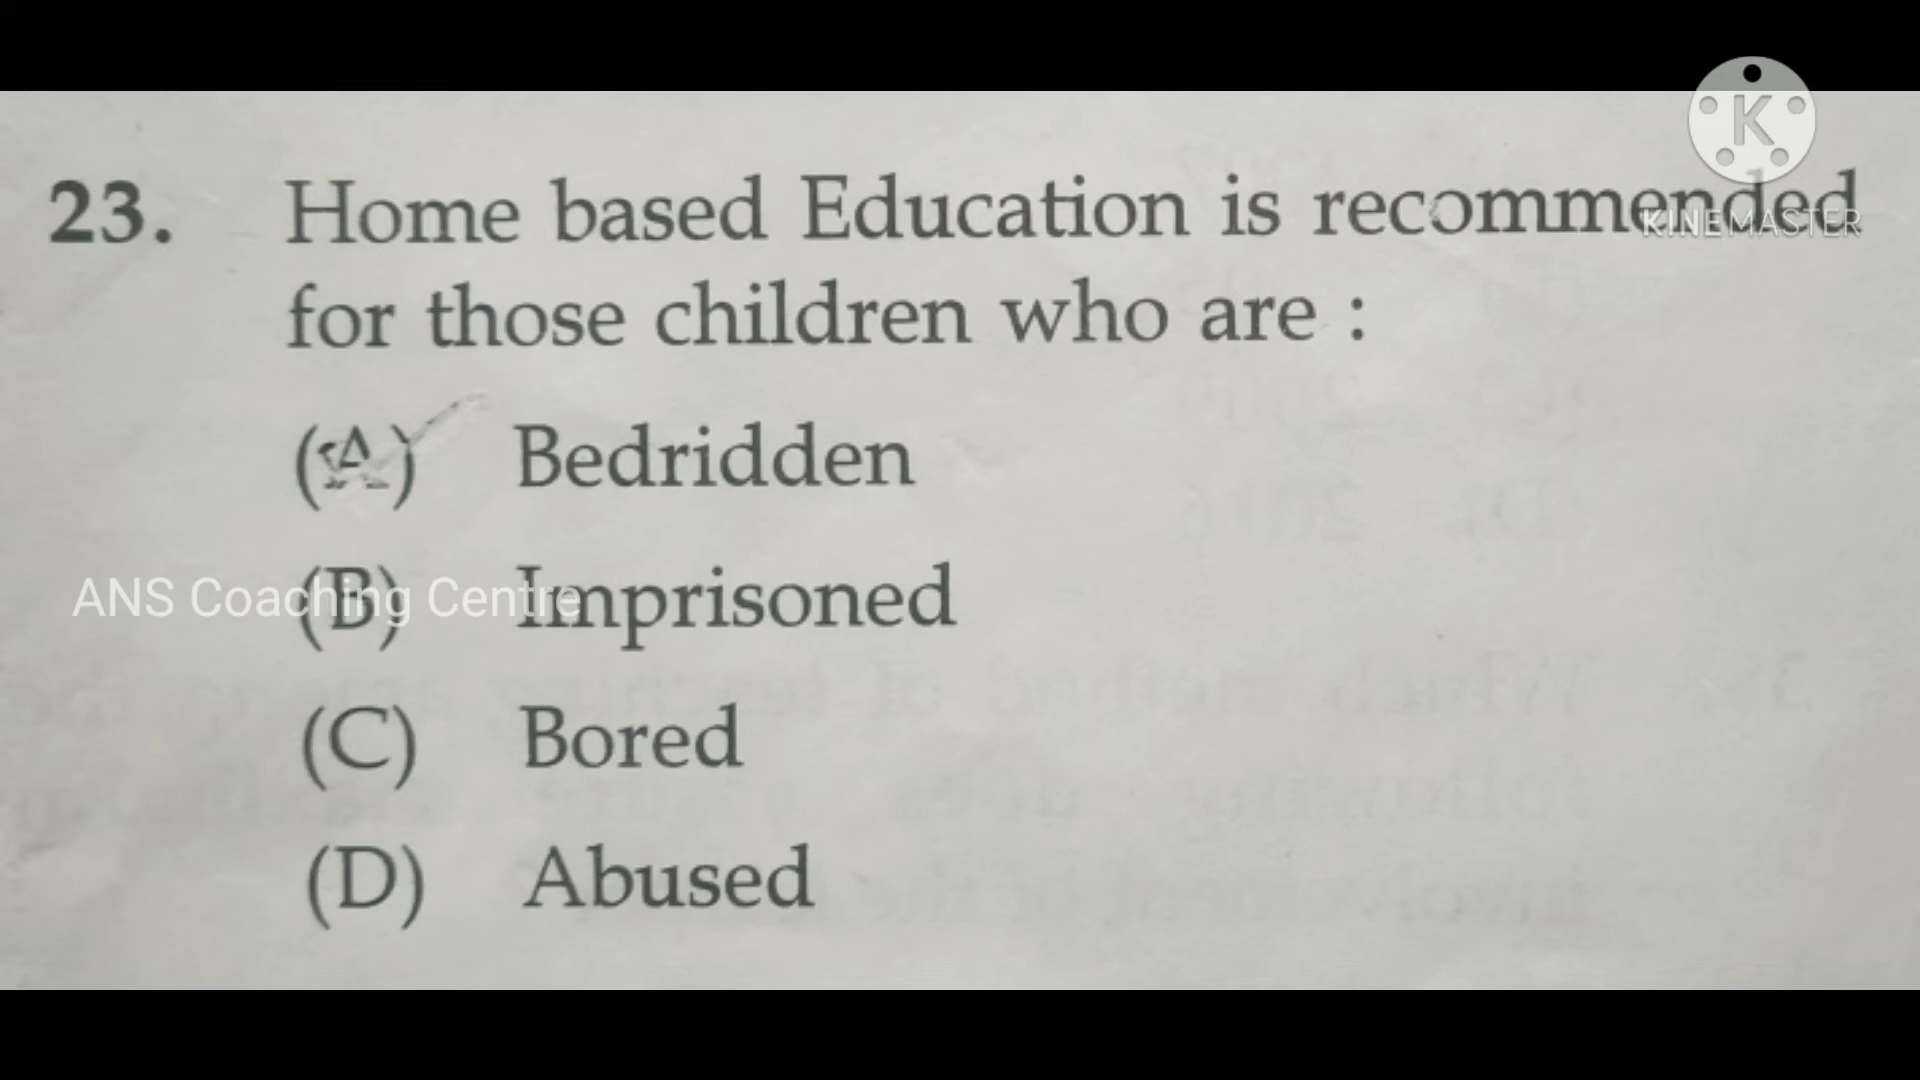 K
KINEMASTER
23. Home based Education is recommended
for those children who are :
(A) Bedridden
(B) Imprisoned
(C) Bored
(D) Abused
ANS Coaching Centre